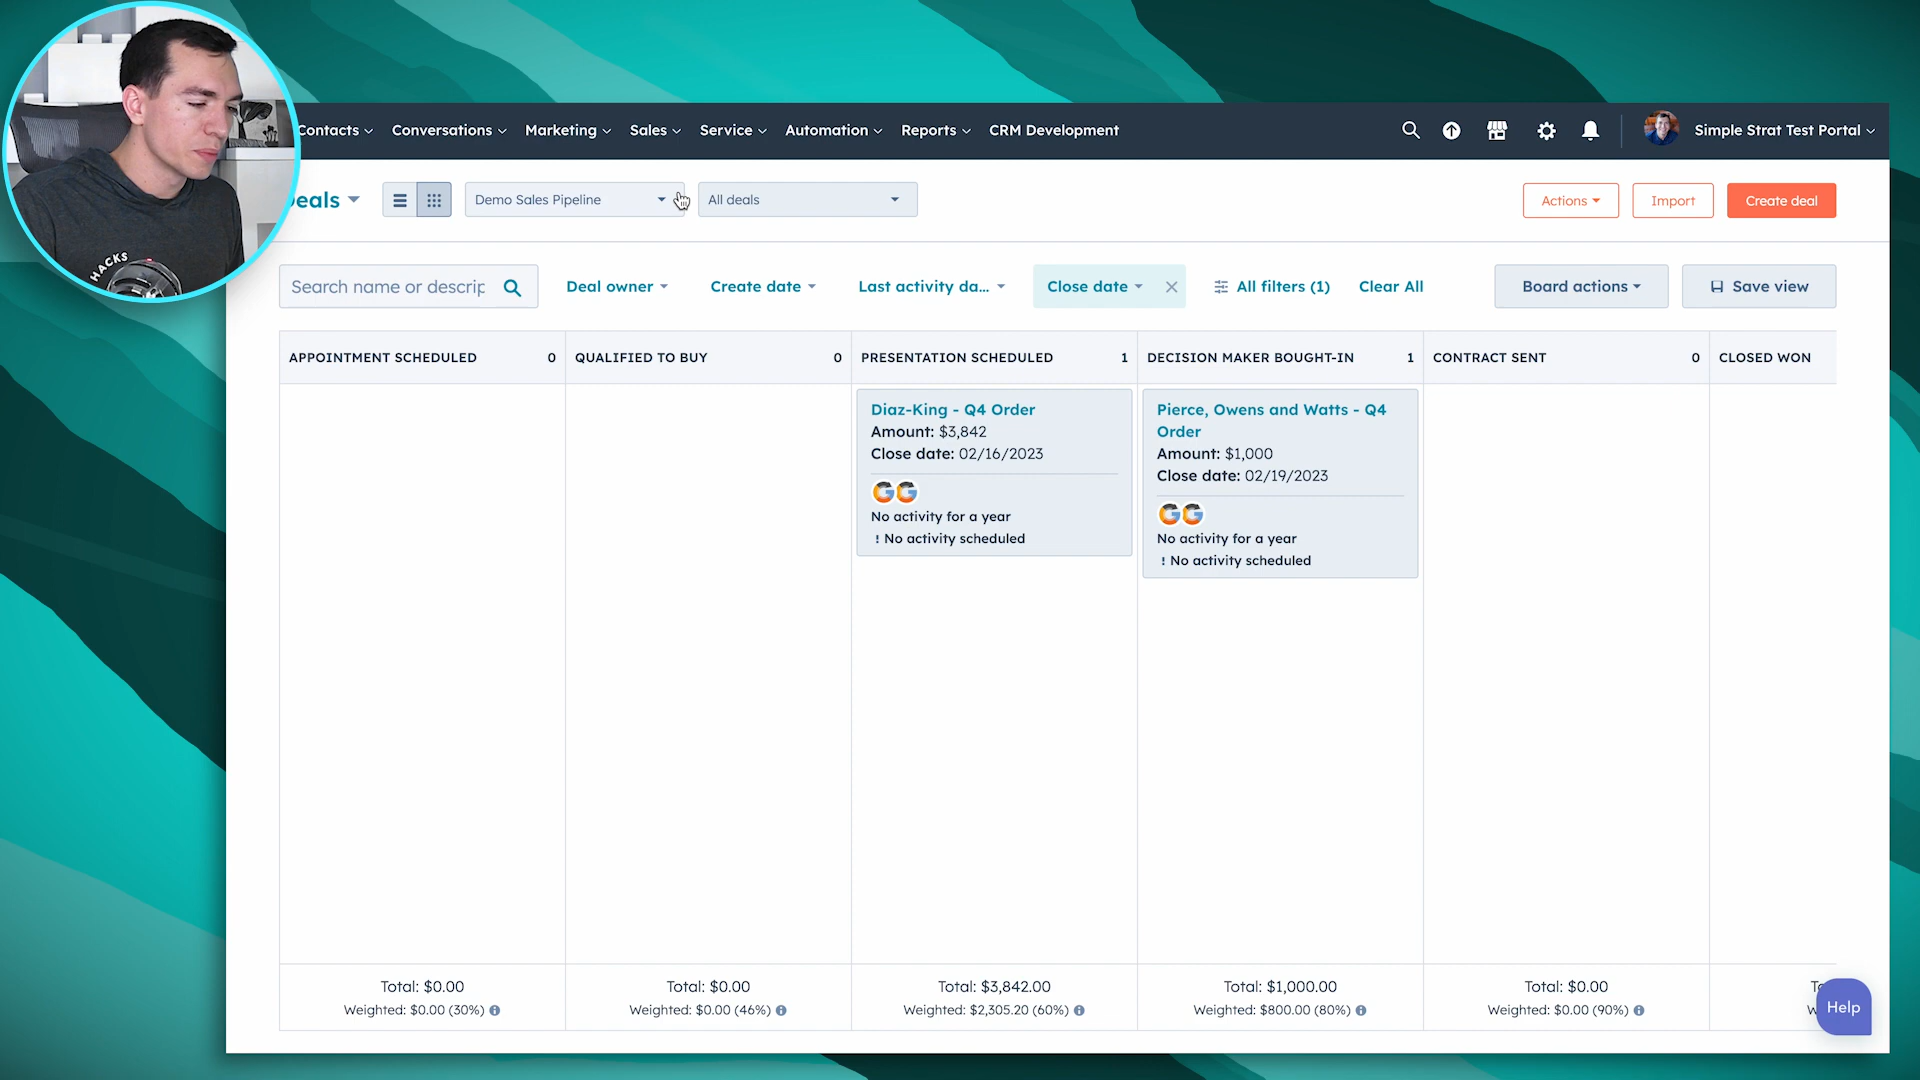 Contacts
Conversations
Marketing
Sales
Service
Automation
Reports
CRM Development
Simple Strat Test Portal
eals
Demo Sales Pipeline
All deals
Actions
Import
Create deal
HACKS
Search name or descrip
Deal owner
Create date
Last activity da...
Close date
All filters (1)
Clear All
Board actions
Save view
APPOINTMENT SCHEDULED 0
QUALIFIED TO BUY 0
PRESENTATION SCHEDULED 1
DECISION MAKER BOUGHT-IN 1
CONTRACT SENT 0
CLOSED WON
Diaz-King - Q4 Order
Amount: $3,842
Close date: 02/16/2023
No activity for a year
! No activity scheduled
Pierce, Owens and Watts - Q4
Order
Amount: $1,000
Close date: 02/19/2023
No activity for a year
! No activity scheduled
Total: $0.00
Weighted: $0.00 (30%)
Total: $0.00
Weighted: $0.00 (46%)
Total: $3,842.00
Weighted: $2,305.20 (60%)
Total: $1,000.00
Weighted: $800.00 (80%)
Total: $0.00
Weighted: $0.00 (90%)
Help